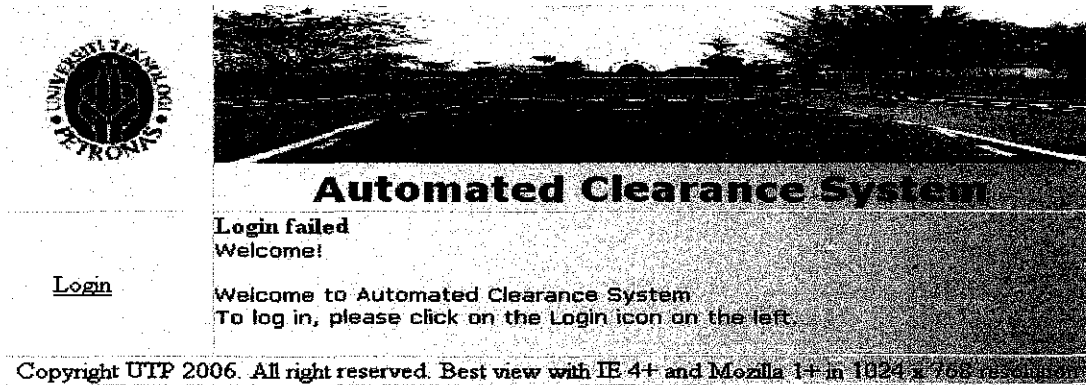 UNIVERSITI TEKNOLOGI
PETRONAS
Automated Clearance System
Login failed
Welcome!
Login
Welcome to Automated Clearance System
To log in, please click on the Login icon on the left.
Copyright UTP 2006. All right reserved. Best view with IE 4+ and Mozilla 1+ in 1024 x 768 resolution